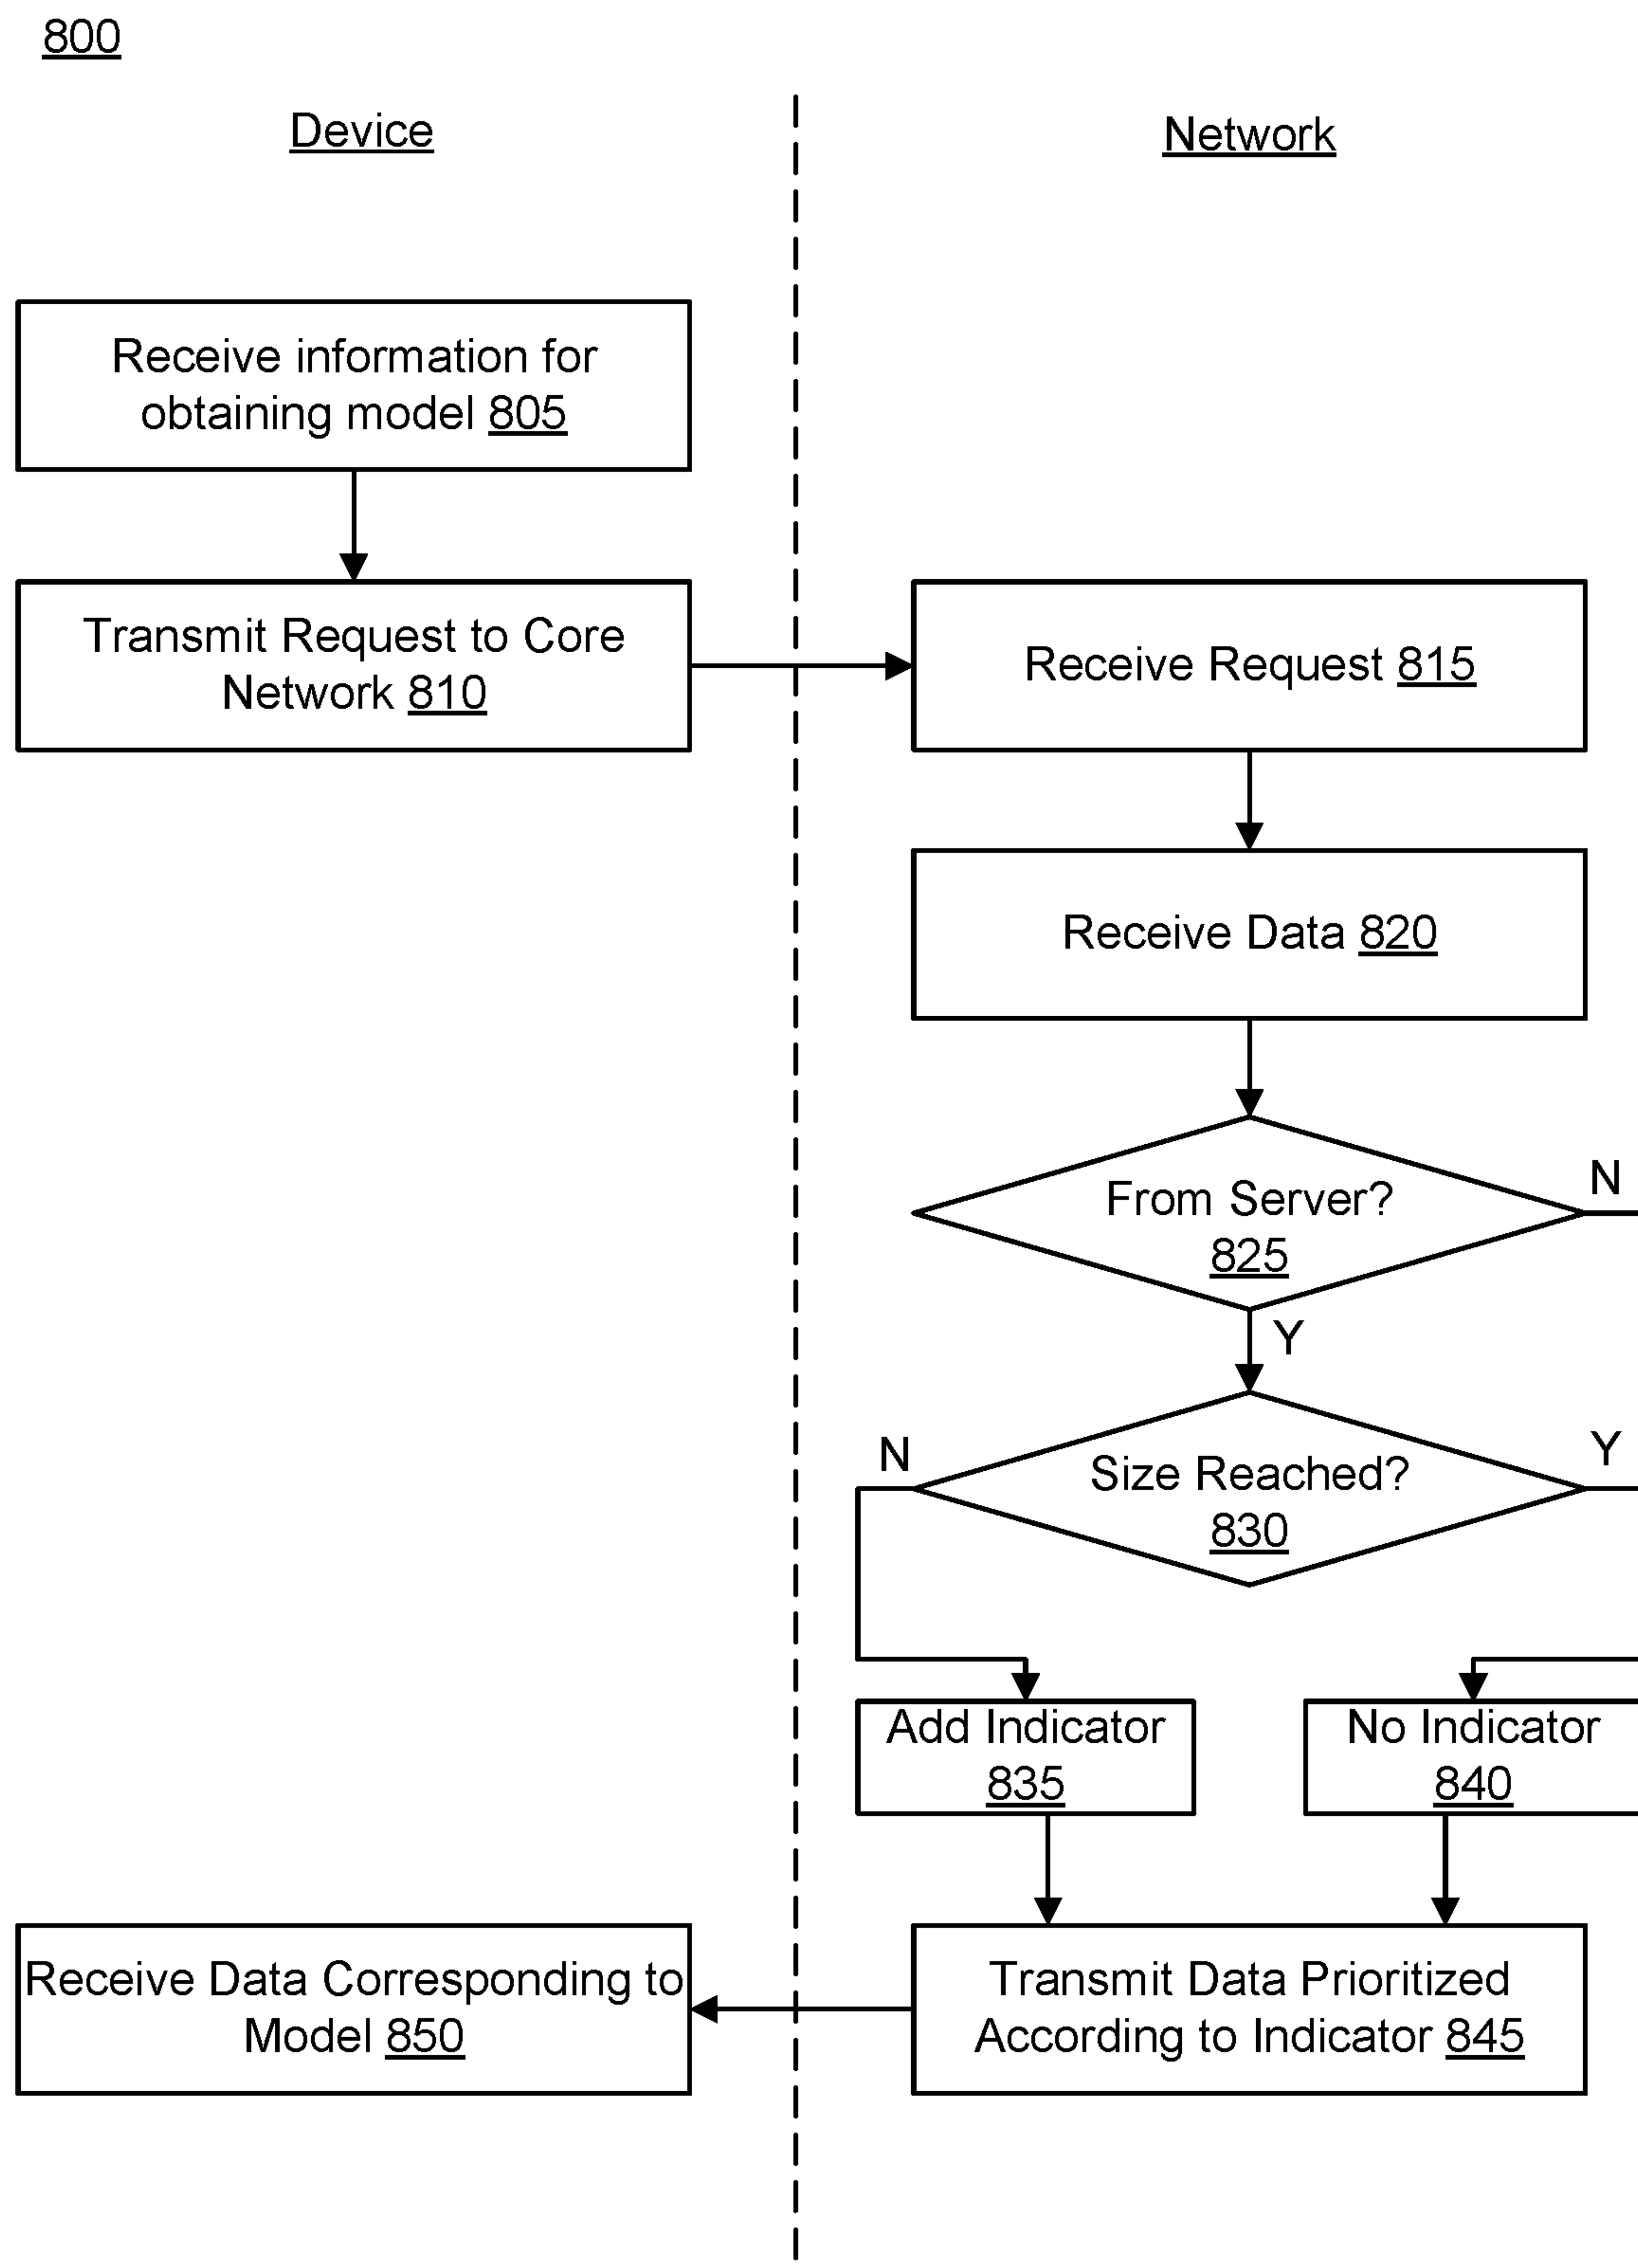 800
Device
Network
Receive information for
obtaining model 805
Transmit Request to Core
Network 810
Receive Request 815
Receive Data 820
From Server?
825
N
Y
Size Reached?
830
N
Y
Add Indicator
835
No Indicator
840
Transmit Data Prioritized
According to Indicator 845
Receive Data Corresponding to
Model 850